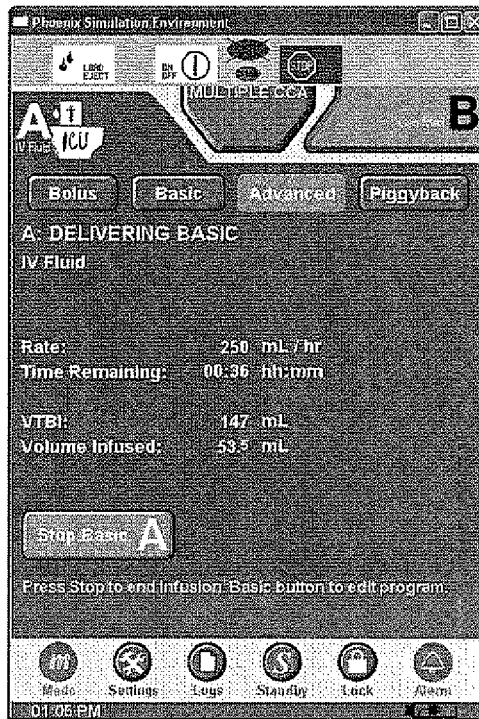 Phoenix Simulation Environment
LOAD
EJECT
ON
OFF
STOP
MULTIPLE CCA
A
IV Fluid
ICU
B
Bolus
Basic
Advanced
Piggyback
A: DELIVERING BASIC
IV Fluid
Rate: 250 mL / hr
Time Remaining: 00:36 hh:mm
VTBI: 147 mL
Volume Infused: 53.5 mL
Stop Basic A
Press Stop to end infusion. Basic button to edit program.
Mode
Settings
Logs
Standby
Lock
Alarm
01:06 PM